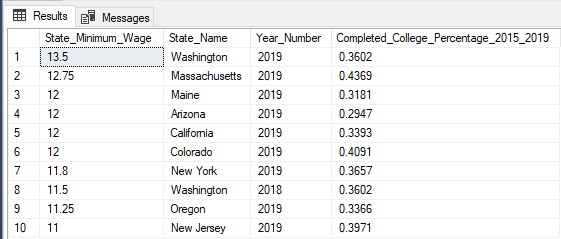 Results Messages
State_Minimum_Wage State_Name Year_Number Completed_College_Percentage_2015_2019
1 13.5 Washington 2019 0.3602
2 12.75 Massachusetts 2019 0.4369
3 12 Maine 2019 0.3181
4 12 Arizona 2019 0.2947
5 12 California 2019 0.3393
6 12 Colorado 2019 0.4091
7 11.8 New York 2019 0.3657
8 11.5 Washington 2018 0.3602
9 11.25 Oregon 2019 0.3366
10 11 New Jersey 2019 0.3971